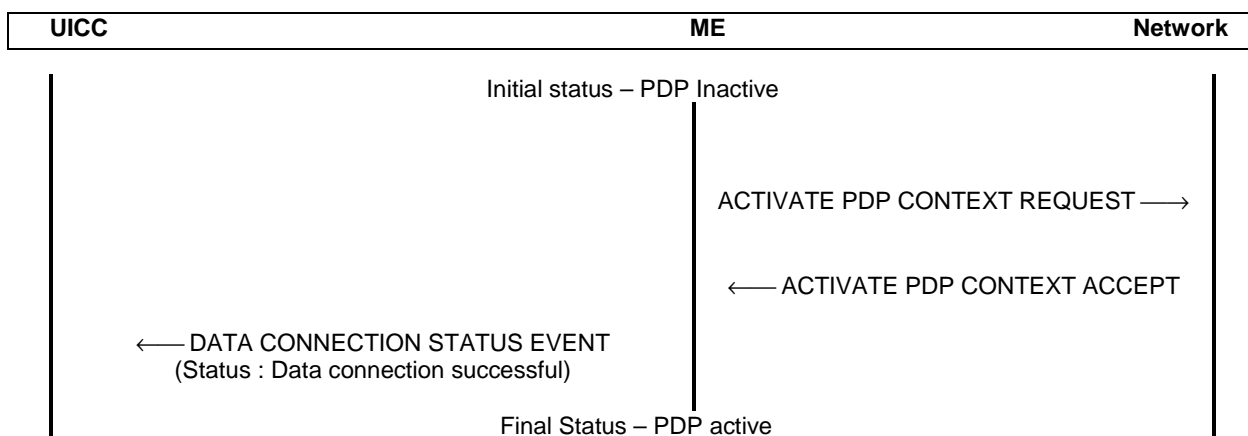 UICC ME Network
Initial status – PDP Inactive
ACTIVATE PDP CONTEXT REQUEST ⟶
⟵ ACTIVATE PDP CONTEXT ACCEPT
⟵ DATA CONNECTION STATUS EVENT
(Status : Data connection successful)
Final Status – PDP active